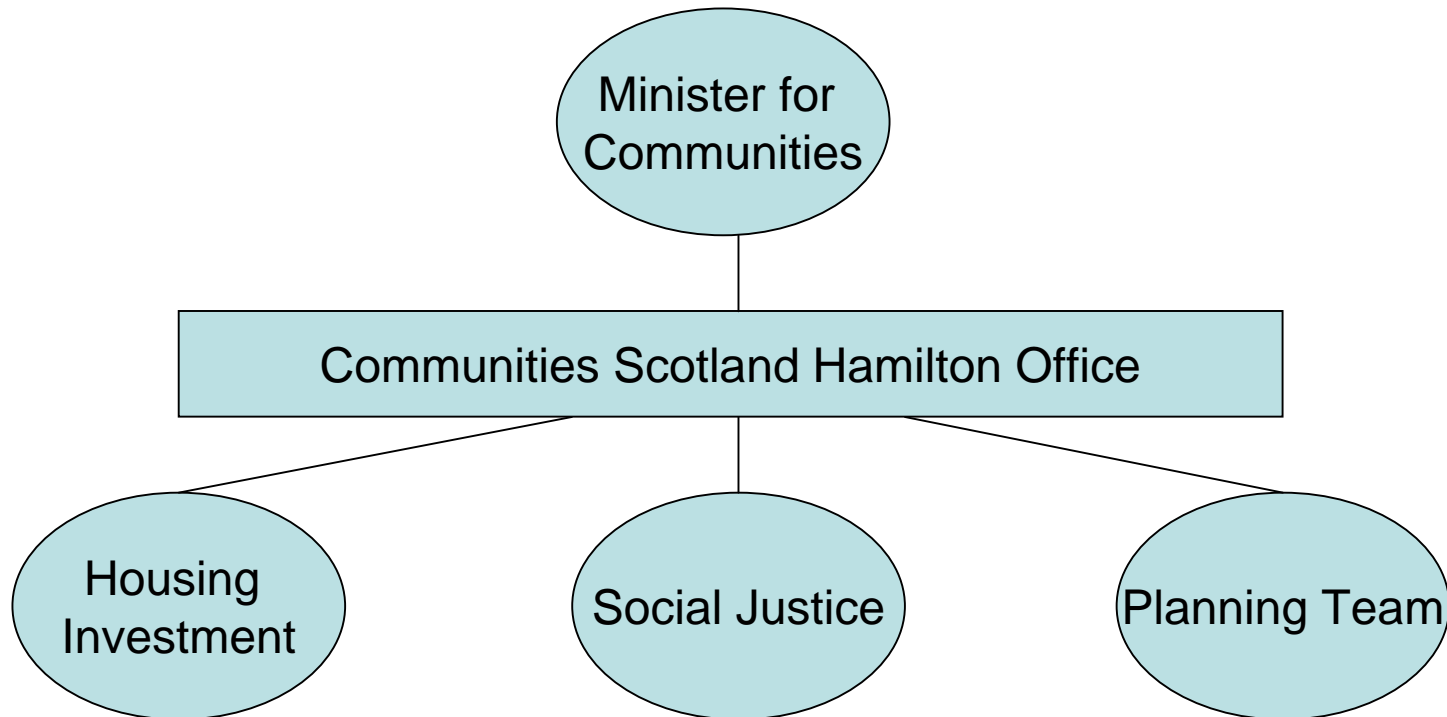 Minister for
Communities
Communities Scotland Hamilton Office
Housing
Investment
Social Justice
Planning Team